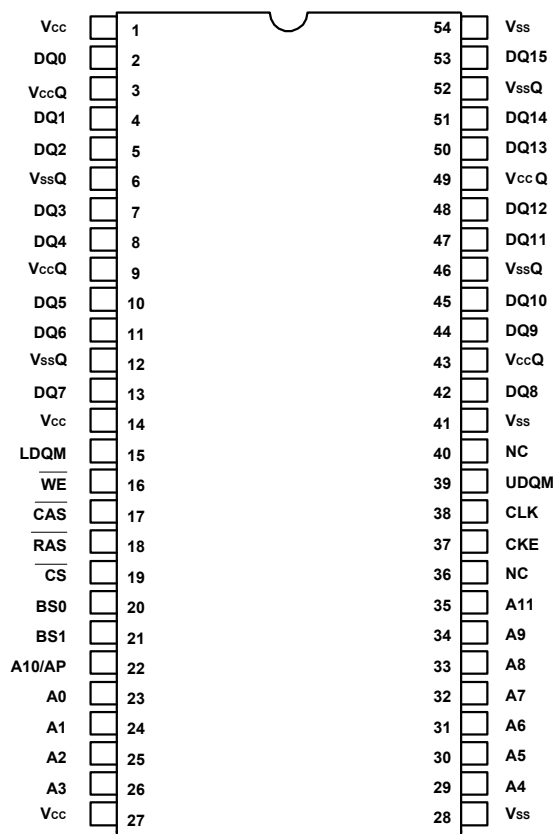 Vcc 1 54 Vss
DQ0 2 53 DQ15
VccQ 3 52 VssQ
DQ1 4 51 DQ14
DQ2 5 50 DQ13
VssQ 6 49 VccQ
DQ3 7 48 DQ12
DQ4 8 47 DQ11
VccQ 9 46 VssQ
DQ5 10 45 DQ10
DQ6 11 44 DQ9
VssQ 12 43 VccQ
DQ7 13 42 DQ8
Vcc 14 41 Vss
LDQM 15 40 NC
WE 16 39 UDQM
CAS 17 38 CLK
RAS 18 37 CKE
CS 19 36 NC
BS0 20 35 A11
BS1 21 34 A9
A10/AP 22 33 A8
A0 23 32 A7
A1 24 31 A6
A2 25 30 A5
A3 26 29 A4
Vcc 27 28 Vss